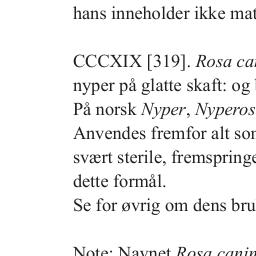 hans inneholder ikke mat
CCCXIX [319]. Rosa ca
nyper på glatte skaft: og
På norsk Nyper, Nyperos
Anvendes fremfor alt som
svært sterile, fremspringe
dette formål.
Se for øvrig om dens bru
Note: Navnet Rosa canin